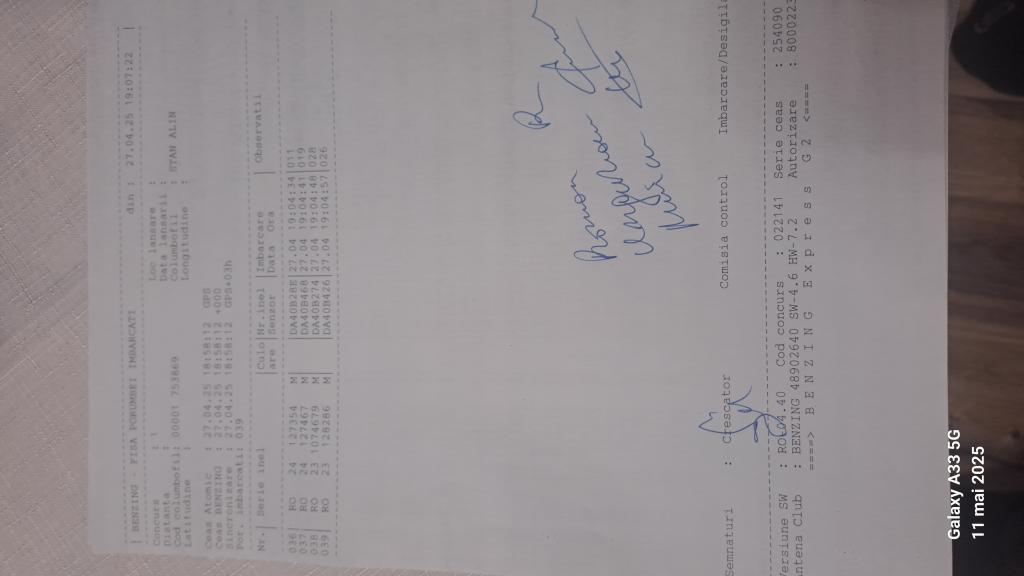 | BENZING - FISA PORUMBEI IMBARCATI din : 27.04.25 19:07:22 |
Concurs : 1 Loc lansare :
Distanta : Data lansarii :
Cod columbofil: 00001 753869 Columbofil : STAN ALIN
Latitudine : Longitudine :
Ceas Atomic : 27.04.25 18:58:12 GPS
Ceas BENZING : 27.04.25 18:58:12 +000
Sincronizare : 27.04.25 18:58:12 GPS+03h
Por. imbarcati: 039
Nr. | Serie inel |Culo|Nr.inel |Imbarcare | Observatii
|are |Senzor |Data Ora |
036| RO 24 127354 M| |DA40B28E|27.04 19:04:34|011
037| RO 24 127467 M| |DA40B468|27.04 19:04:41|019
038| RO 23 1074679 M| |DA40B274|27.04 19:04:48|028
039| RO 23 128286 M| |DA40B426|27.04 19:04:57|026
Roman
Semnaturi : Crescator Comisia control Imbarcare/Desigila
Versiune SW : RO 04.40 Cod concurs : 022141 Serie ceas : 254090
Antena Club : BENZING 48902640 SW-4.6 HW-7.2 Autorizare : 8000223
====> B E N Z I N G E x p r e s s G 2 <====
Galaxy A33 5G
11 mai 2025